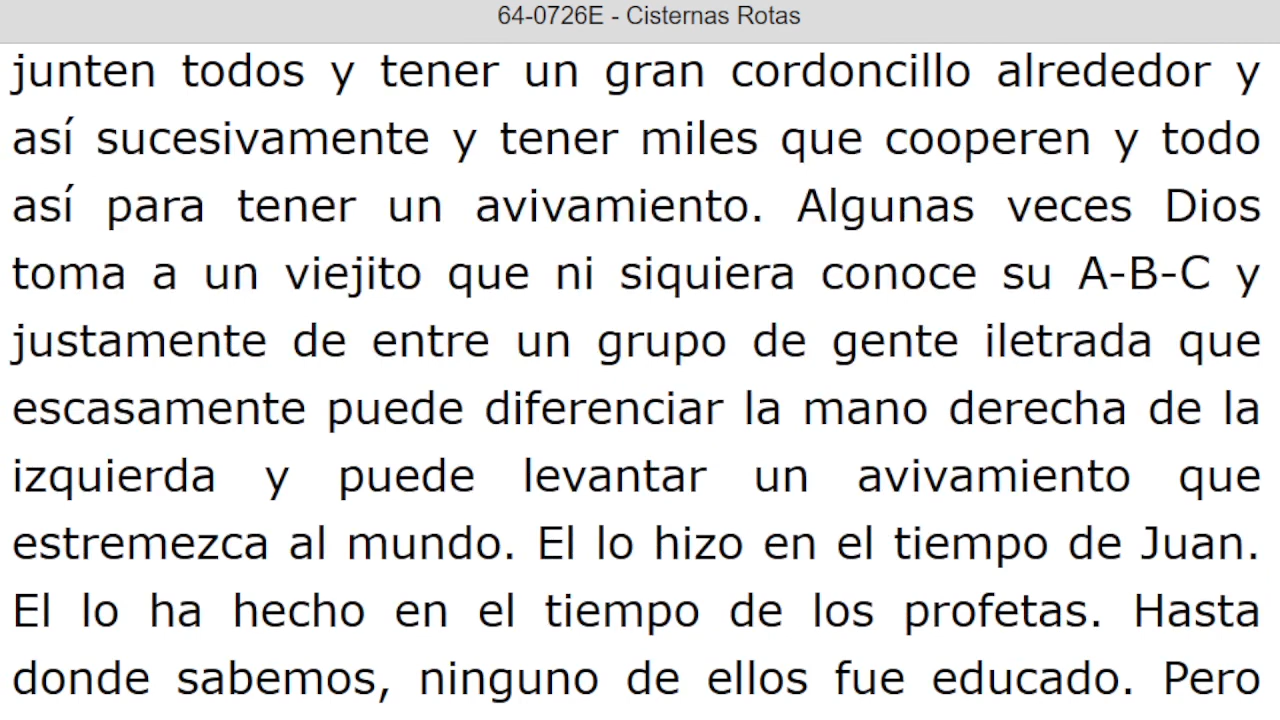 64-0726E - Cisternas Rotas
junten todos y tener un gran cordoncillo alrededor y
así sucesivamente y tener miles que cooperen y todo
así para tener un avivamiento. Algunas veces Dios
toma a un viejito que ni siquiera conoce su A-B-C y
justamente de entre un grupo de gente iletrada que
escasamente puede diferenciar la mano derecha de la
izquierda y puede levantar un avivamiento que
estremezca al mundo. El lo hizo en el tiempo de Juan.
El lo ha hecho en el tiempo de los profetas. Hasta
donde sabemos, ninguno de ellos fue educado. Pero